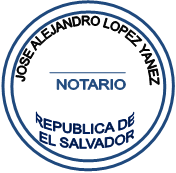 JOSE ALEJANDRO LOPEZ YANEZ
NOTARIO
REPUBLICA DE
EL SALVADOR